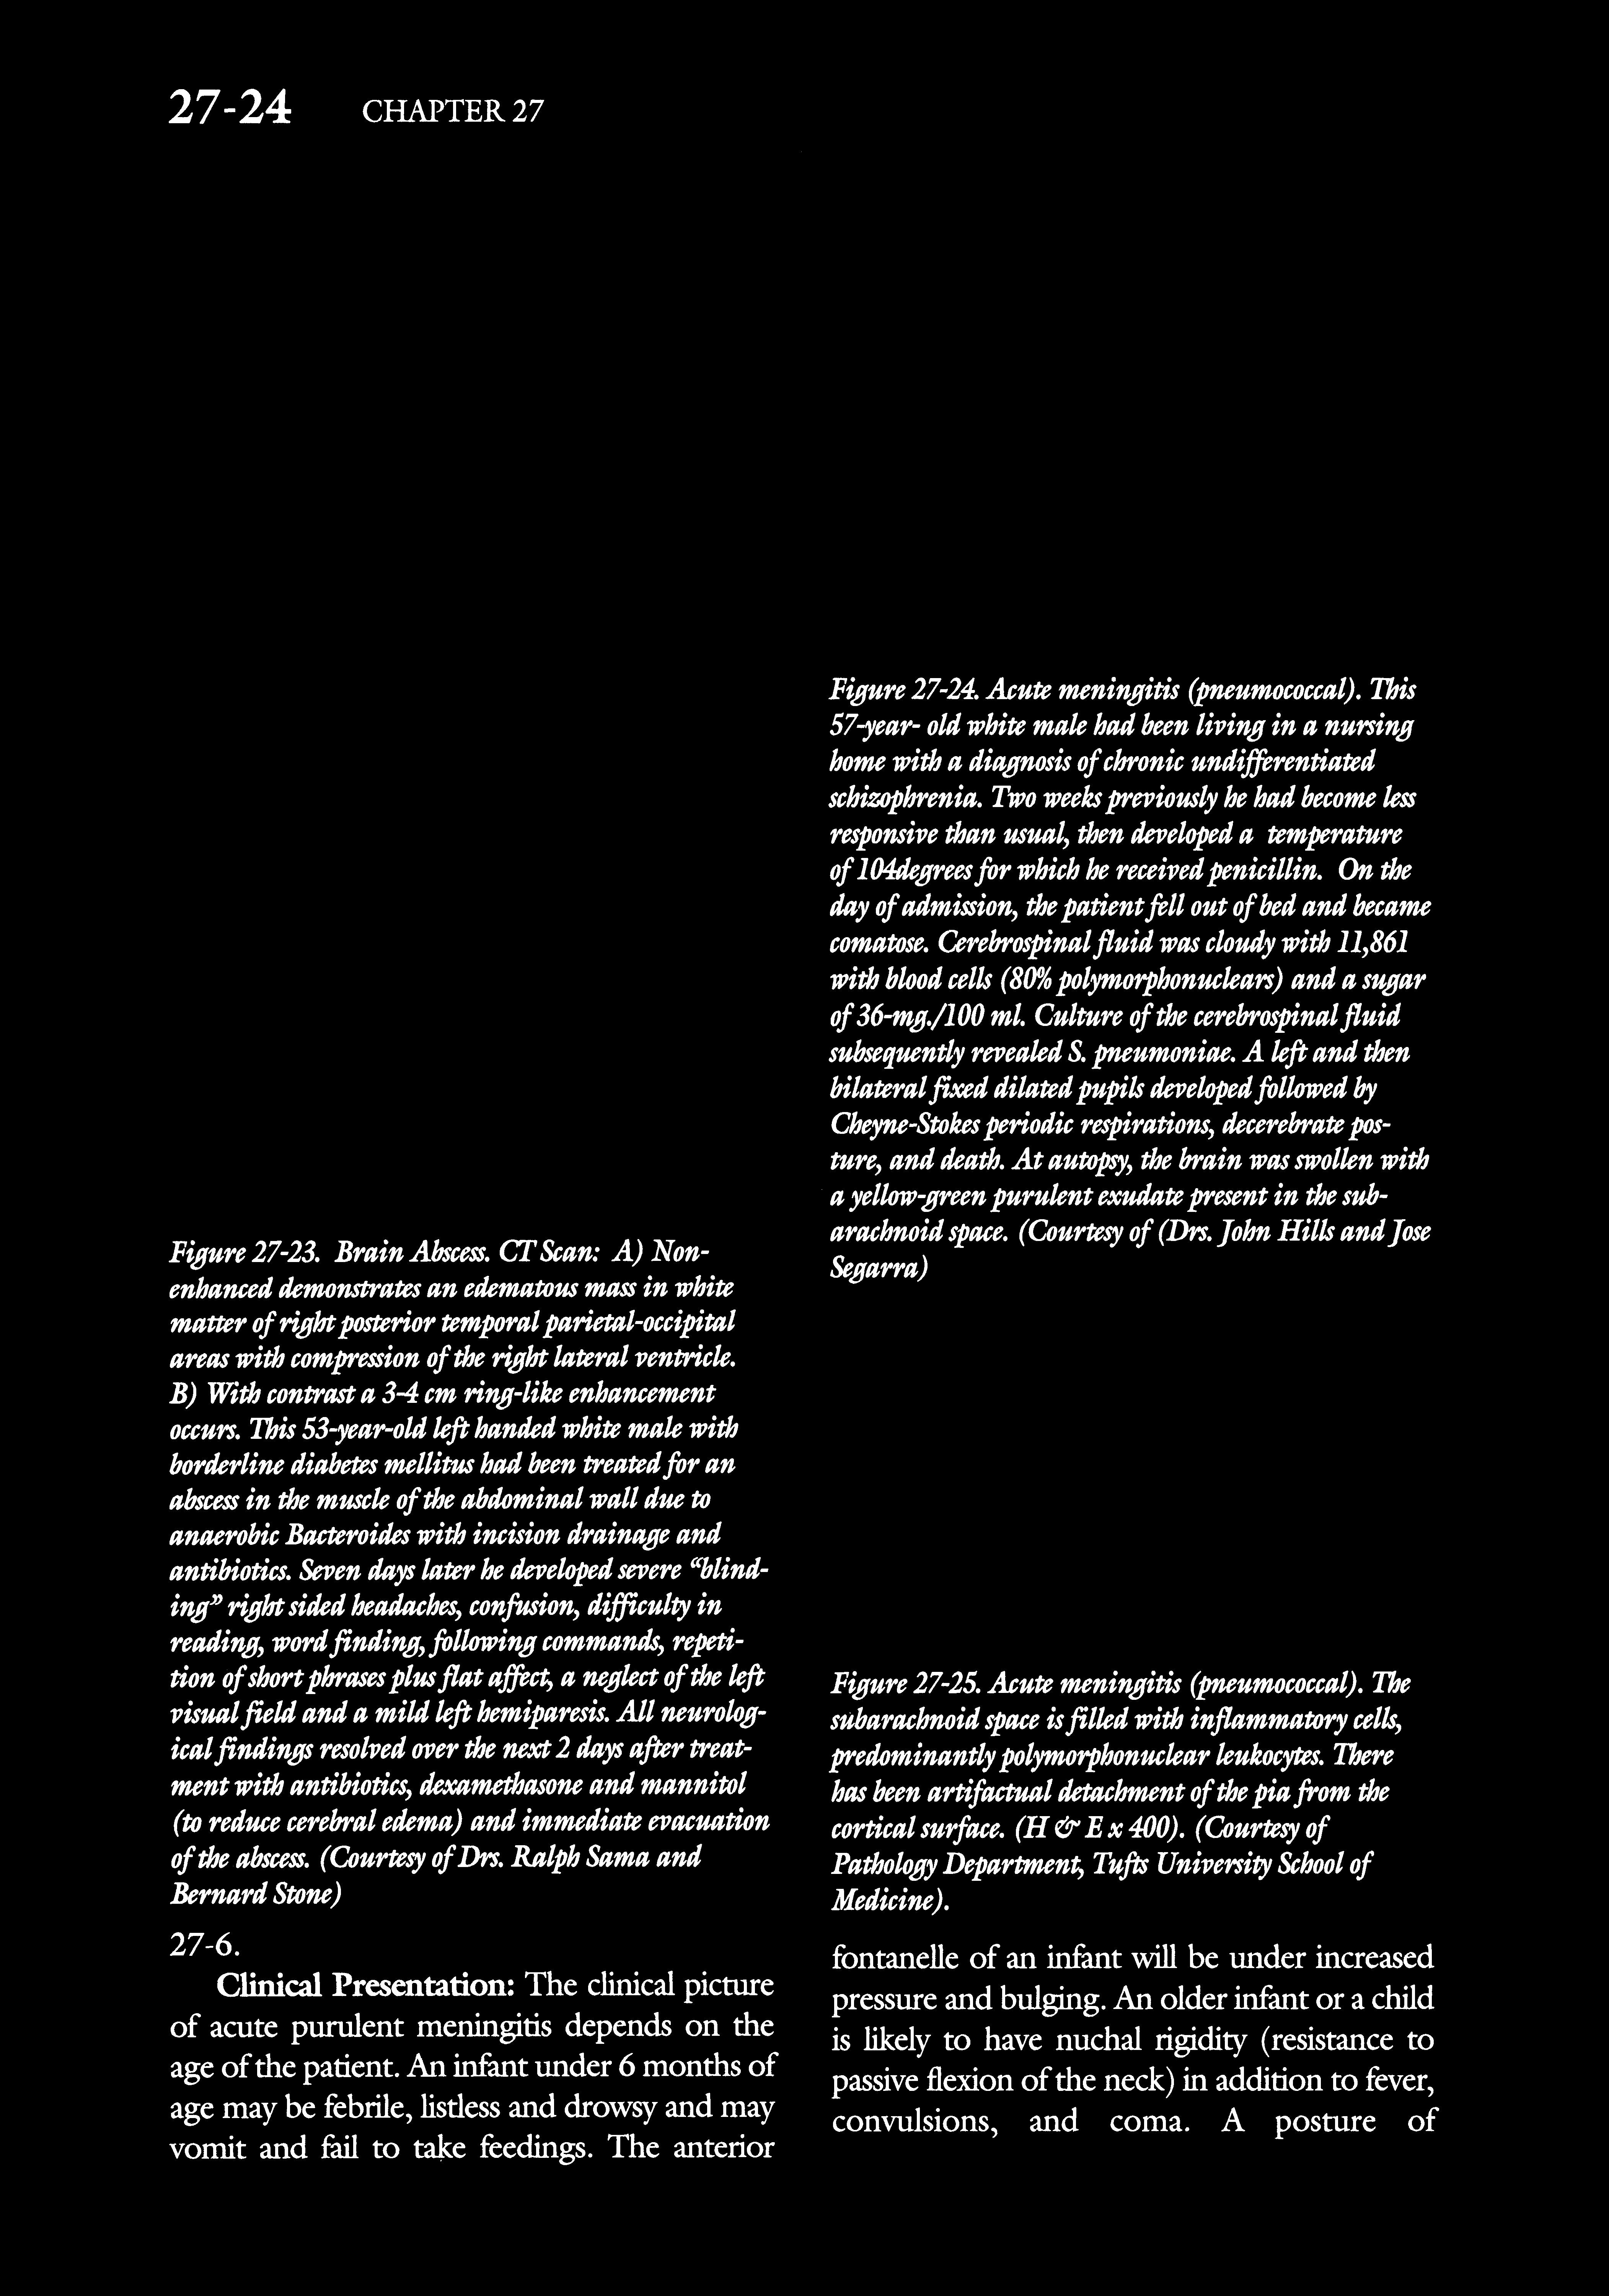 27-24 CHAPTER 27
Figure 27-23. Brain Abscess. CT Scan: A) Non-
enhanced demonstrates an edematous mass in white
matter of right posterior temporal parietal-occipital
areas with compression of the right lateral ventricle.
B) With contrast a 3-4 cm ring-like enhancement
occurs. This 53-year-old left handed white male with
borderline diabetes mellitus had been treated for an
abscess in the muscle of the abdominal wall due to
anaerobic Bacteroides with incision drainage and
antibiotics. Seven days later he developed severe “blind-
ing” right sided headaches, confusion, difficulty in
reading, word finding, following commands, repeti-
tion of short phrases plus flat affect, a neglect of the left
visual field and a mild left hemiparesis. All neurolog-
ical findings resolved over the next 2 days after treat-
ment with antibiotics, dexamethasone and mannitol
(to reduce cerebral edema) and immediate evacuation
of the abscess. (Courtesy of Drs. Ralph Sama and
Bernard Stone)
27-6.
Clinical Presentation: The clinical picture
of acute purulent meningitis depends on the
age of the patient. An infant under 6 months of
age may be febrile, listless and drowsy and may
vomit and fail to take feedings. The anterior
Figure 27-24. Acute meningitis (pneumococcal). This
57-year- old white male had been living in a nursing
home with a diagnosis of chronic undifferentiated
schizophrenia. Two weeks previously he had become less
responsive than usual, then developed a temperature
of 104degrees for which he received penicillin. On the
day of admission, the patient fell out of bed and became
comatose. Cerebrospinal fluid was cloudy with 11,861
with blood cells (80% polymorphonuclears) and a sugar
of 36-mg./100 ml. Culture of the cerebrospinal fluid
subsequently revealed S. pneumoniae. A left and then
bilateral fixed dilated pupils developed followed by
Cheyne-Stokes periodic respirations, decerebrate pos-
ture, and death. At autopsy, the brain was swollen with
a yellow-green purulent exudate present in the sub-
arachnoid space. (Courtesy of (Drs. John Hills and Jose
Segarra)
Figure 27-25. Acute meningitis (pneumococcal). The
subarachnoid space is filled with inflammatory cells,
predominantly polymorphonuclear leukocytes. There
has been artifactual detachment of the pia from the
cortical surface. (H & E x 400). (Courtesy of
Pathology Department, Tufts University School of
Medicine).
fontanelle of an infant will be under increased
pressure and bulging. An older infant or a child
is likely to have nuchal rigidity (resistance to
passive flexion of the neck) in addition to fever,
convulsions, and coma. A posture of